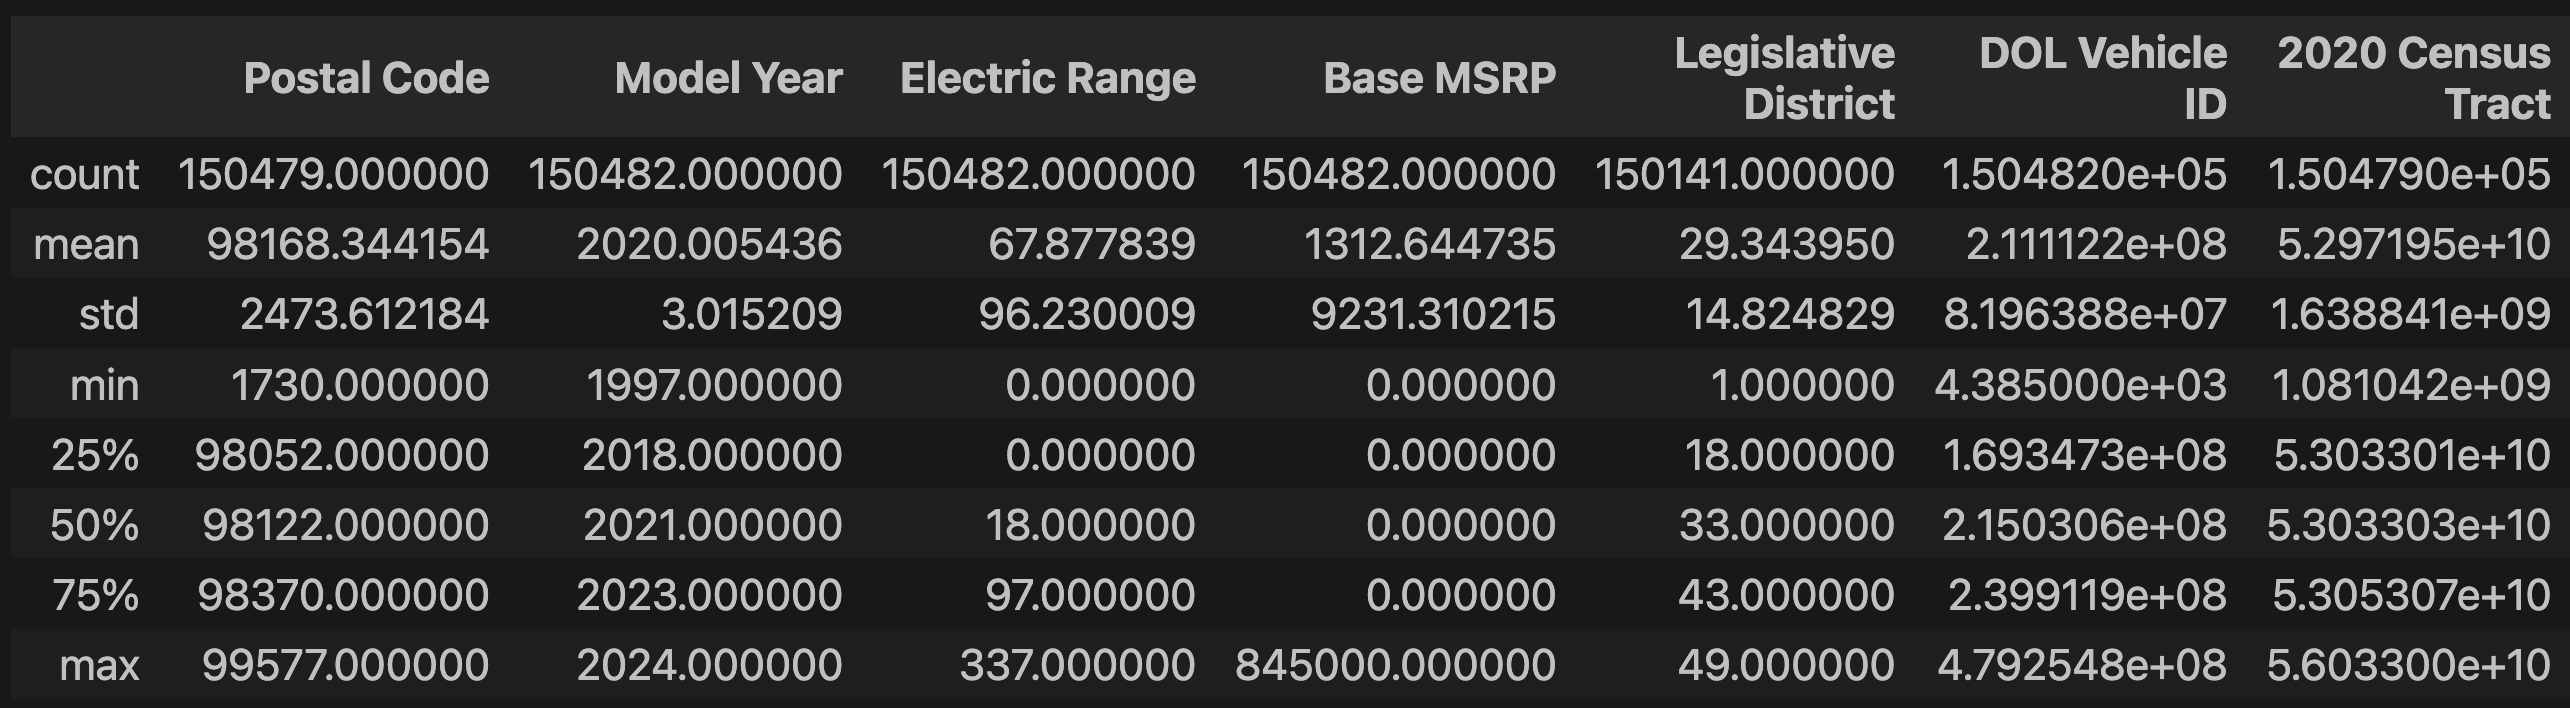 Postal Code Model Year Electric Range Base MSRP Legislative District DOL Vehicle ID 2020 Census Tract
count 150479.000000 150482.000000 150482.000000 150482.000000 150141.000000 1.504820e+05 1.504790e+05
mean 98168.344154 2020.005436 67.877839 1312.644735 29.343950 2.111122e+08 5.297195e+10
std 2473.612184 3.015209 96.230009 9231.310215 14.824829 8.196388e+07 1.638841e+09
min 1730.000000 1997.000000 0.000000 0.000000 1.000000 4.385000e+03 1.081042e+09
25% 98052.000000 2018.000000 0.000000 0.000000 18.000000 1.693473e+08 5.303301e+10
50% 98122.000000 2021.000000 18.000000 0.000000 33.000000 2.150306e+08 5.303303e+10
75% 98370.000000 2023.000000 97.000000 0.000000 43.000000 2.399119e+08 5.305307e+10
max 99577.000000 2024.000000 337.000000 845000.000000 49.000000 4.792548e+08 5.603300e+10